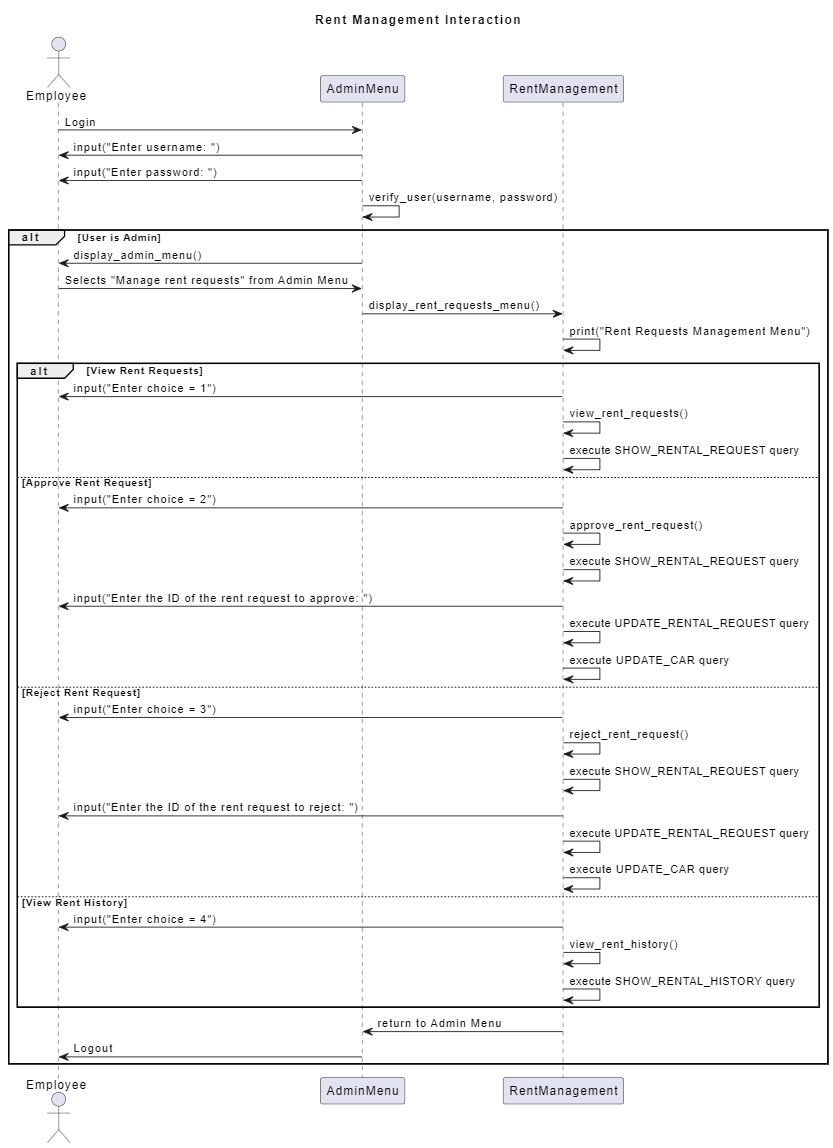 Rent Management Interaction
Employee
AdminMenu
RentManagement
Login
input("Enter username: ")
input("Enter password: ")
verify_user(username, password)
alt
[User is Admin]
display_admin_menu()
Selects "Manage rent requests" from Admin Menu
display_rent_requests_menu()
print("Rent Requests Management Menu")
alt
[View Rent Requests]
input("Enter choice = 1")
view_rent_requests()
execute SHOW_RENTAL_REQUEST query
[Approve Rent Request]
input("Enter choice = 2")
approve_rent_request()
execute SHOW_RENTAL_REQUEST query
input("Enter the ID of the rent request to approve: ")
execute UPDATE_RENTAL_REQUEST query
execute UPDATE_CAR query
[Reject Rent Request]
input("Enter choice = 3")
reject_rent_request()
execute SHOW_RENTAL_REQUEST query
input("Enter the ID of the rent request to reject: ")
execute UPDATE_RENTAL_REQUEST query
execute UPDATE_CAR query
[View Rent History]
input("Enter choice = 4")
view_rent_history()
execute SHOW_RENTAL_HISTORY query
return to Admin Menu
Logout
Employee
AdminMenu
RentManagement